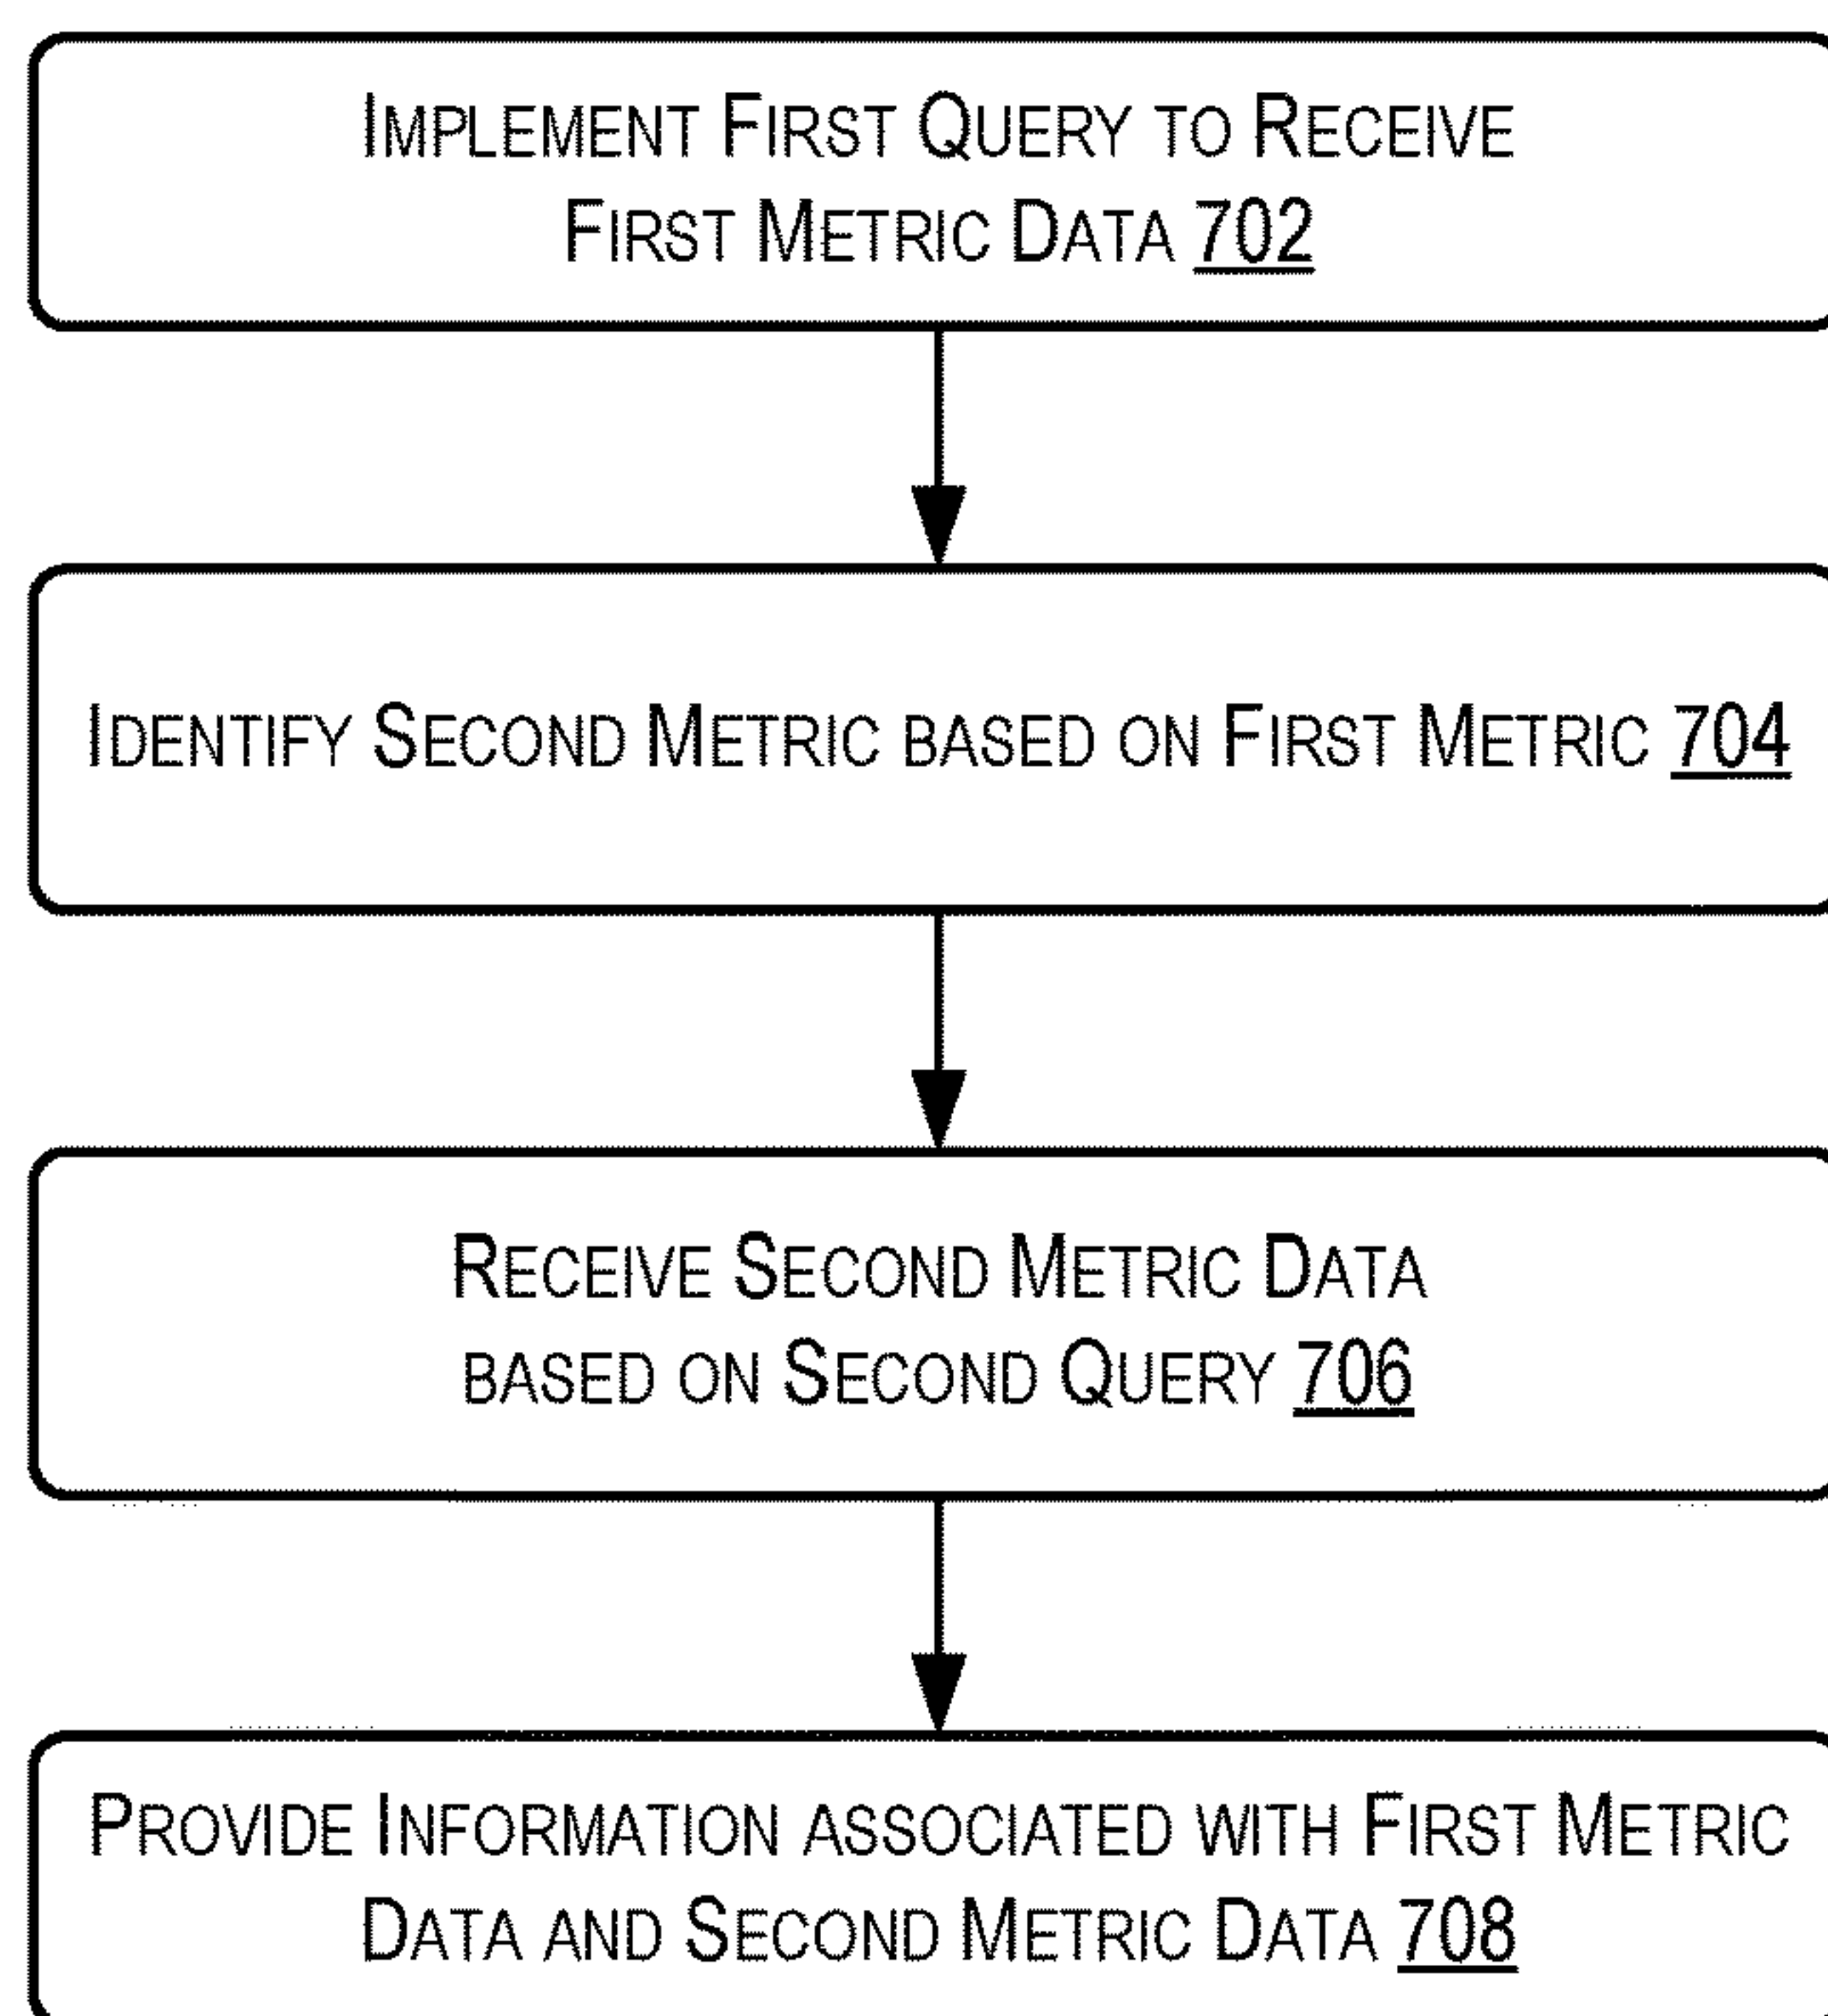 Implement First Query to Receive
First Metric Data 702
Identify Second Metric based on First Metric 704
Receive Second Metric Data
based on Second Query 706
Provide Information associated with First Metric
Data and Second Metric Data 708